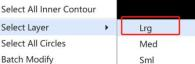 Select All Inner Contour
Select Layer
Lrg
Select All Circles
Med
Batch Modify
Sml